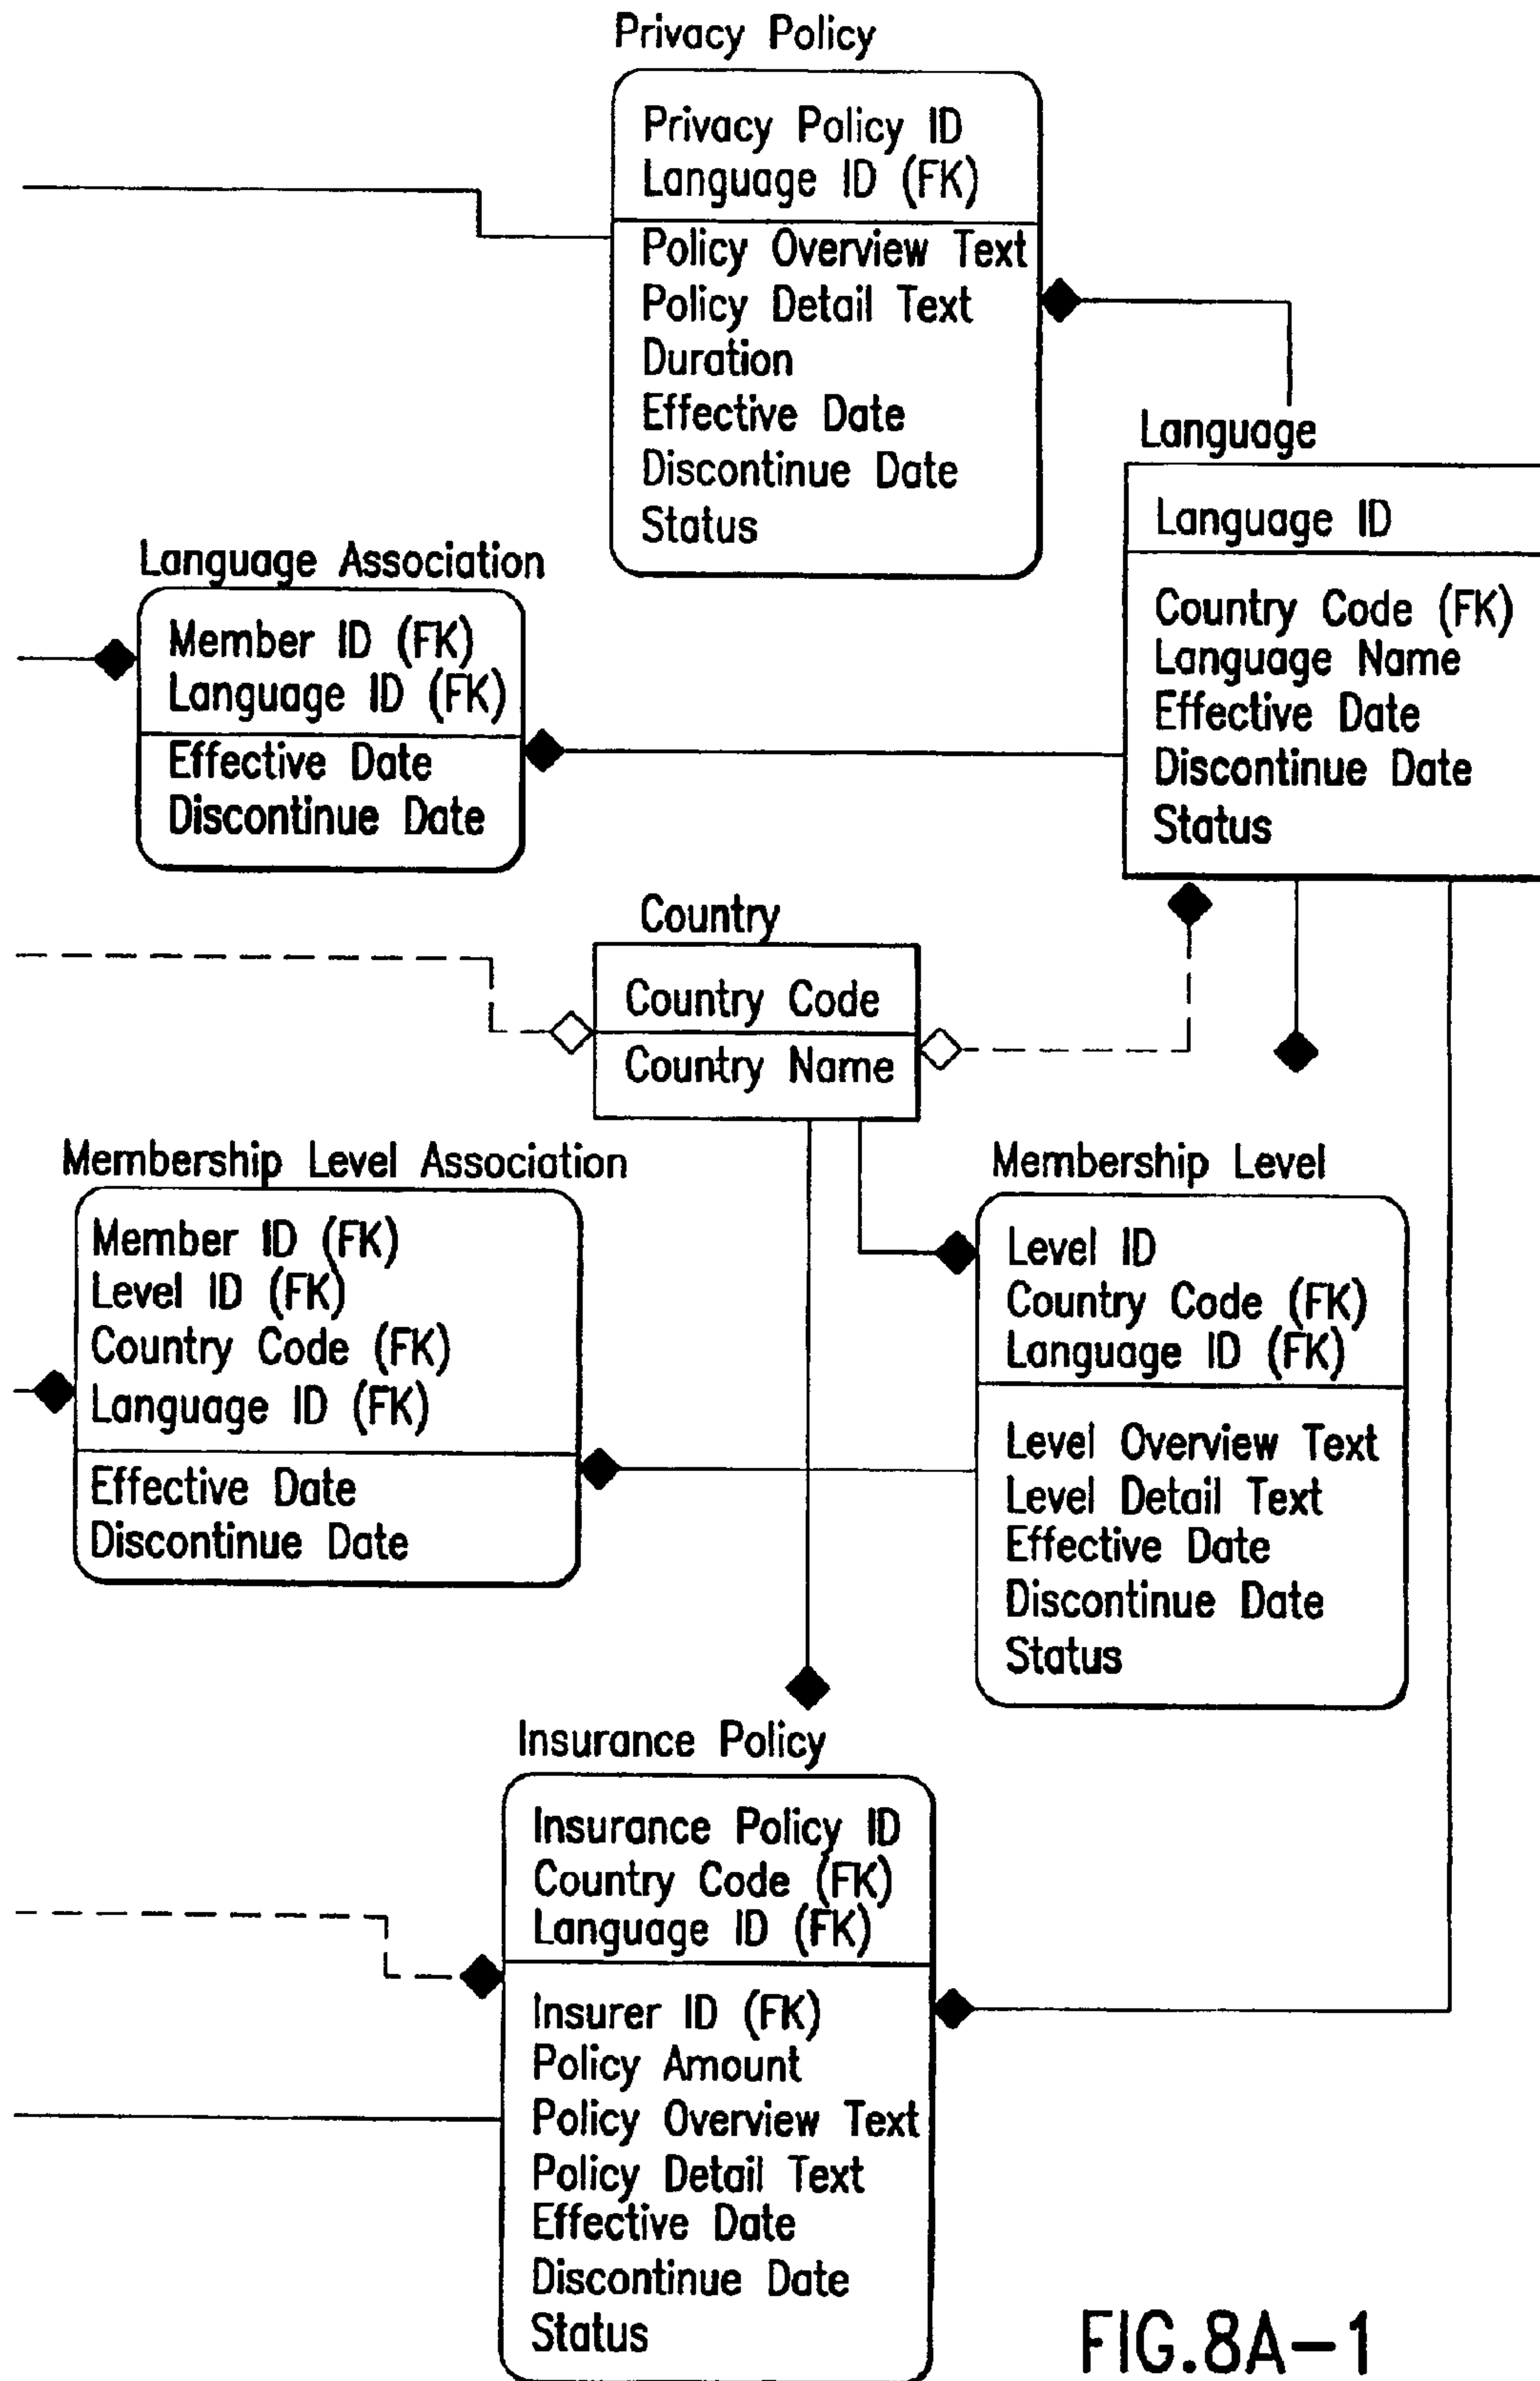 Privacy Policy
Privacy Policy ID
Language ID (FK)
Policy Overview Text
Policy Detail Text
Duration
Effective Date
Discontinue Date
Status
Language
Language ID
Country Code (FK)
Language Name
Effective Date
Discontinue Date
Status
Language Association
Member ID (FK)
Language ID (FK)
Effective Date
Discontinue Date
Country
Country Code
Country Name
Membership Level Association
Member ID (FK)
Level ID (FK)
Country Code (FK)
Language ID (FK)
Effective Date
Discontinue Date
Membership Level
Level ID
Country Code (FK)
Language ID (FK)
Level Overview Text
Level Detail Text
Effective Date
Discontinue Date
Status
Insurance Policy
Insurance Policy ID
Country Code (FK)
Language ID (FK)
Insurer ID (FK)
Policy Amount
Policy Overview Text
Policy Detail Text
Effective Date
Discontinue Date
Status
FIG.8A-1